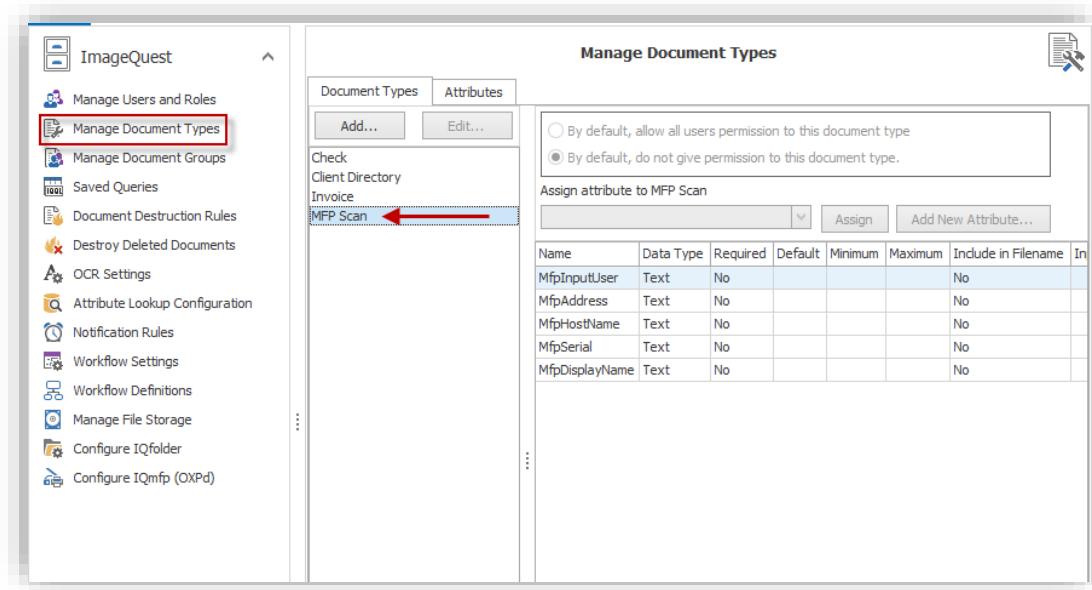 ImageQuest
Manage Users and Roles
Manage Document Types
Manage Document Groups
Saved Queries
Document Destruction Rules
Destroy Deleted Documents
OCR Settings
Attribute Lookup Configuration
Notification Rules
Workflow Settings
Workflow Definitions
Manage File Storage
Configure IQfolder
Configure IQmfp (OXPd)
Manage Document Types
Document Types Attributes
Add... Edit...
Check
Client Directory
Invoice
MFP Scan
By default, allow all users permission to this document type
By default, do not give permission to this document type.
Assign attribute to MFP Scan
Assign Add New Attribute...
Name Data Type Required Default Minimum Maximum Include in Filename In
MfpInputUser Text No No
MfpAddress Text No No
MfpHostName Text No No
MfpSerial Text No No
MfpDisplayName Text No No